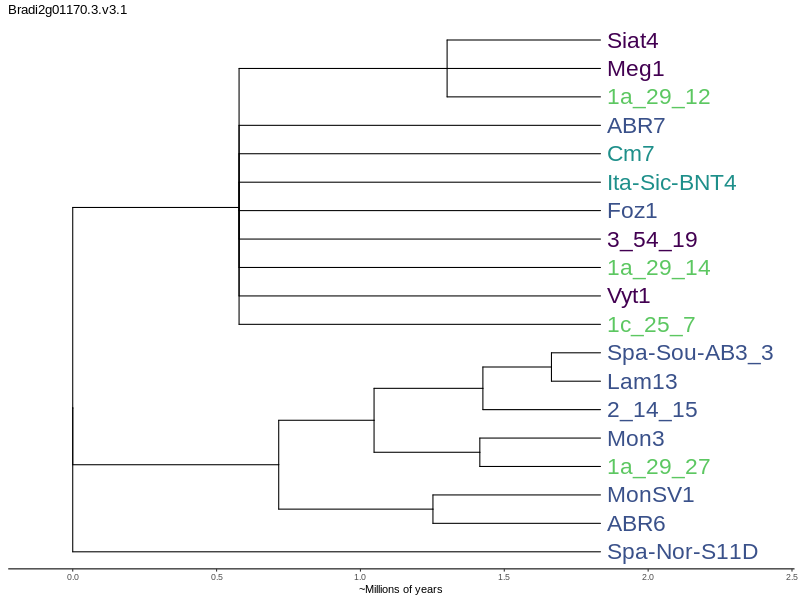 Bradi2g01170.3.v3.1
Siat4
Meg1
1a_29_12
ABR7
Cm7
Ita-Sic-BNT4
Foz1
3_54_19
1a_29_14
Vyt1
1c_25_7
Spa-Sou-AB3_3
Lam13
2_14_15
Mon3
1a_29_27
MonSV1
ABR6
Spa-Nor-S11D
0.0 0.5 1.0 1.5 2.0 2.5
~Millions of years